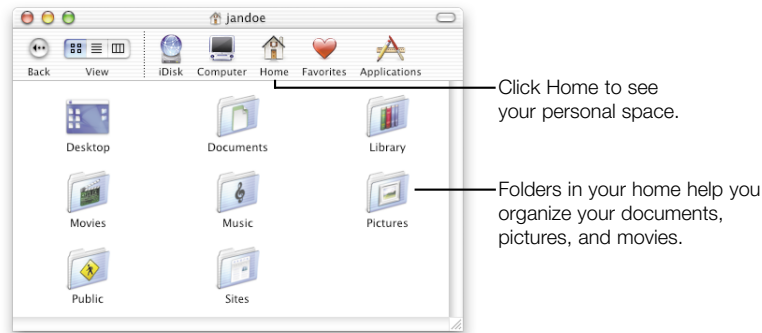 jandoe
Back View iDisk Computer Home Favorites Applications
Click Home to see
your personal space.
Desktop Documents Library
Movies Music Pictures
Folders in your home help you
organize your documents,
pictures, and movies.
Public Sites